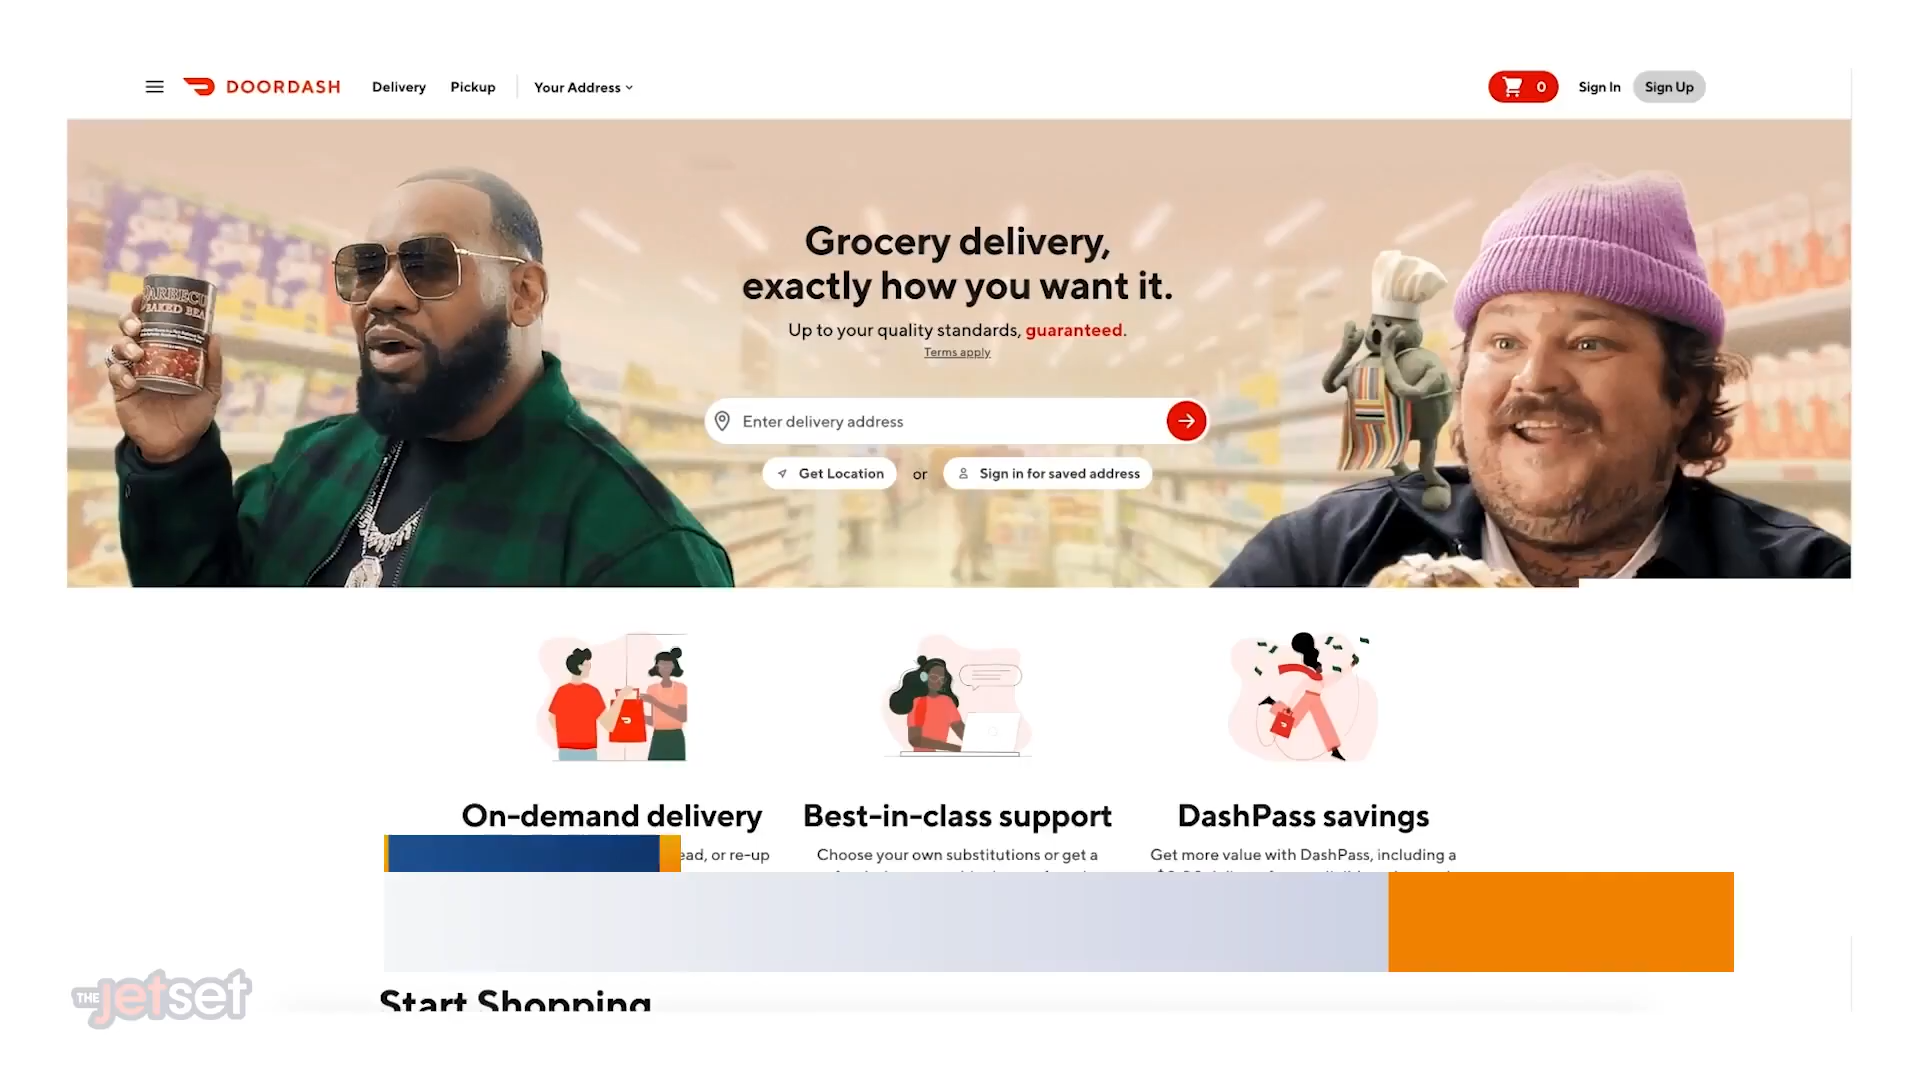 DOORDASH
Delivery
Pickup
Your Address
0
Sign In
Sign Up
BAKED BEA
Grocery delivery,
exactly how you want it.
Up to your quality standards, guaranteed.
Terms apply
Enter delivery address
Get Location
or
Sign in for saved address
On-demand delivery
Best-in-class support
DashPass savings
ead, or re-up
Choose your own substitutions or get a
Get more value with DashPass, including a
Start Shopping
THE jetset